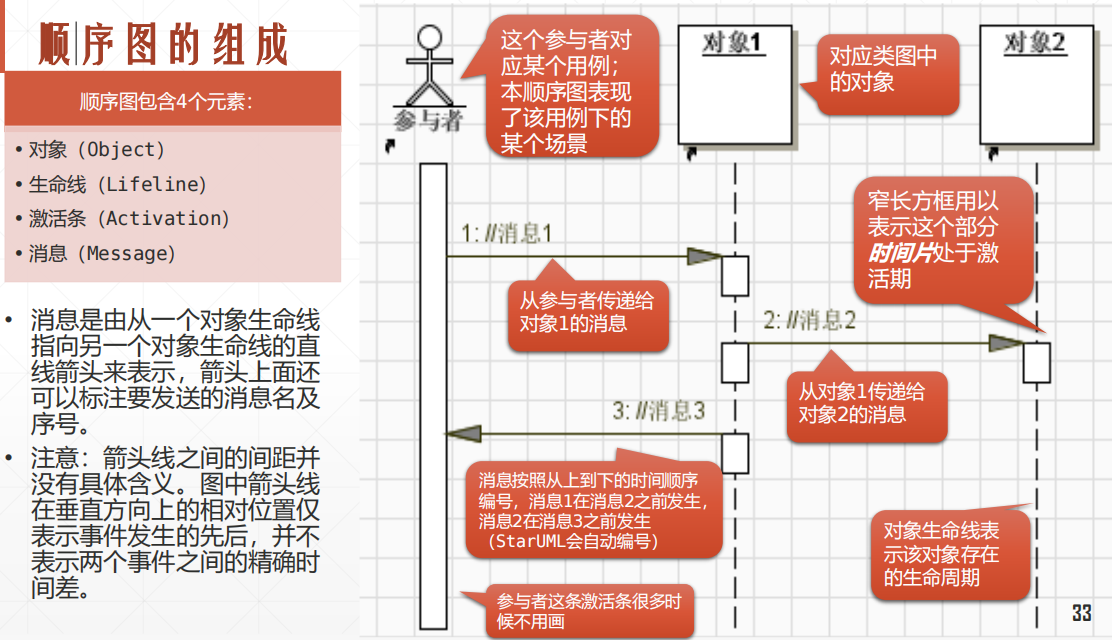 顺序图的组成
顺序图包含4个元素：
• 对象（Object）
• 生命线（Lifeline）
• 激活条（Activation）
• 消息（Message）
• 消息是由从一个对象生命线
指向另一个对象生命线的直
线箭头来表示，箭头上面还
可以标注要发送的消息名及
序号。
• 注意：箭头线之间的间距并
没有具体含义。图中箭头线
在垂直方向上的相对位置仅
表示事件发生的先后，并不
表示两个事件之间的精确时
间差。
参与者
这个参与者对
应某个用例；
本顺序图表现
了该用例下的
某个场景
对象1
对应类图中
的对象
对象2
窄长方框用以
表示这个部分
时间片处于激
活期
1: //消息1
从参与者传递给
对象1的消息
2: //消息2
从对象1传递给
对象2的消息
3: //消息3
消息按照从上到下的时间顺序
编号，消息1在消息2之前发生，
消息2在消息3之前发生
（StarUML会自动编号）
对象生命线表
示该对象存在
的生命周期
参与者这条激活条很多时
候不用画
33